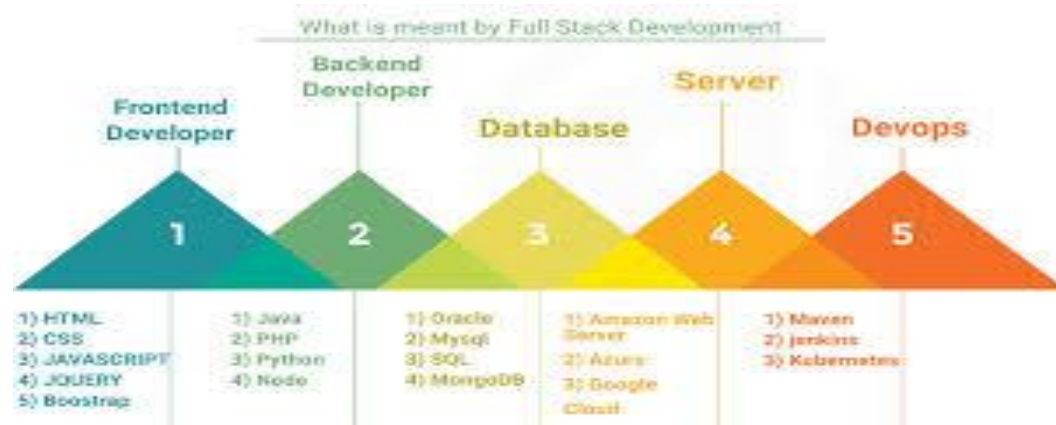 What is meant by Full Stack Development
Frontend
Developer
Backend
Developer
Database
Server
Devops
1
2
3
4
5
1) HTML
2) CSS
3) JAVASCRIPT
4) JQUERY
5) Boostrap
1) Java
2) PHP
3) Python
4) Node
1) Oracle
2) Mysql
3) SQL
4) MongoDB
1) Amazon Web
Server
2) Azure
3) Google
1) Maven
2) jenkins
3) Kubernetes